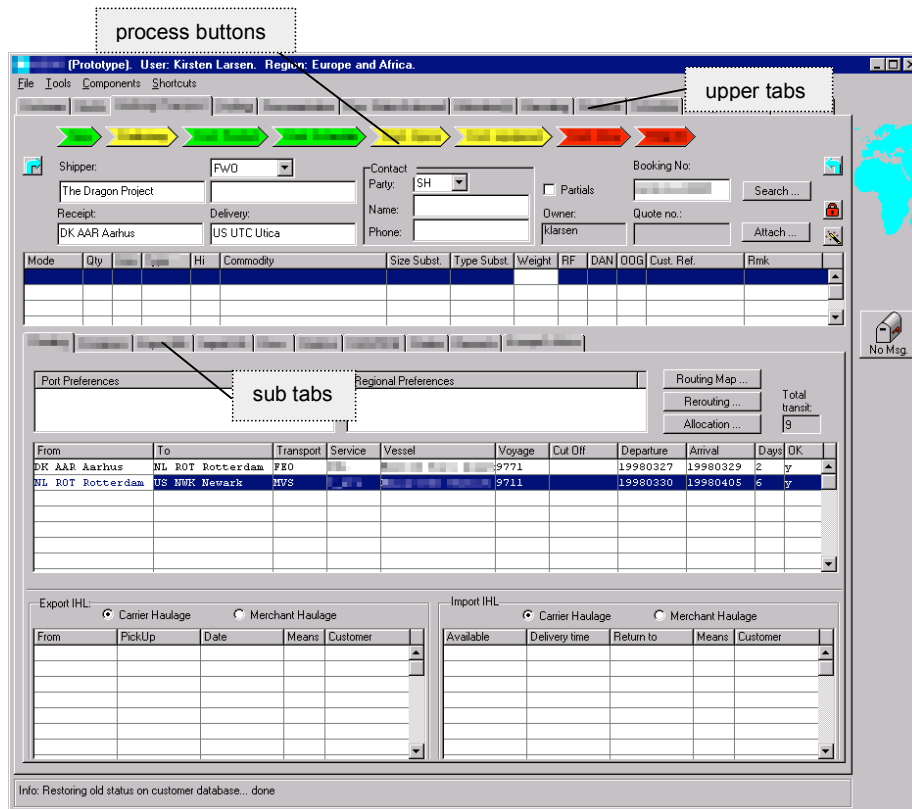 process buttons
(Prototype). User: Kirsten Larsen. Region: Europe and Africa.
File Tools Components Shortcuts
upper tabs
Shipper: FWO Contact Booking No:
Party: SH Partials
The Dragon Project Search ...
Name:
Receipt: Delivery: Owner: Quote no.:
DK AAR Aarhus US UTC Utica Phone: klarsen Attach ...
Mode Qty Hi Commodity Size Subst. Type Subst. Weight RF DAN OOG Cust. Ref. Rmk
No Msg.
sub tabs
Port Preferences Regional Preferences Routing Map ...
Rerouting ... Total transit:
Allocation ... 9
From To Transport Service Vessel Voyage Cut Off Departure Arrival Days OK
DK AAR Aarhus NL ROT Rotterdam FEO 9771 19980327 19980329 2 y
NL ROT Rotterdam US NWK Newark MVS 9711 19980330 19980405 6 y
Export IHL: Import IHL
Carrier Haulage Merchant Haulage Carrier Haulage Merchant Haulage
From PickUp Date Means Customer Available Delivery time Return to Means Customer
Info: Restoring old status on customer database... done